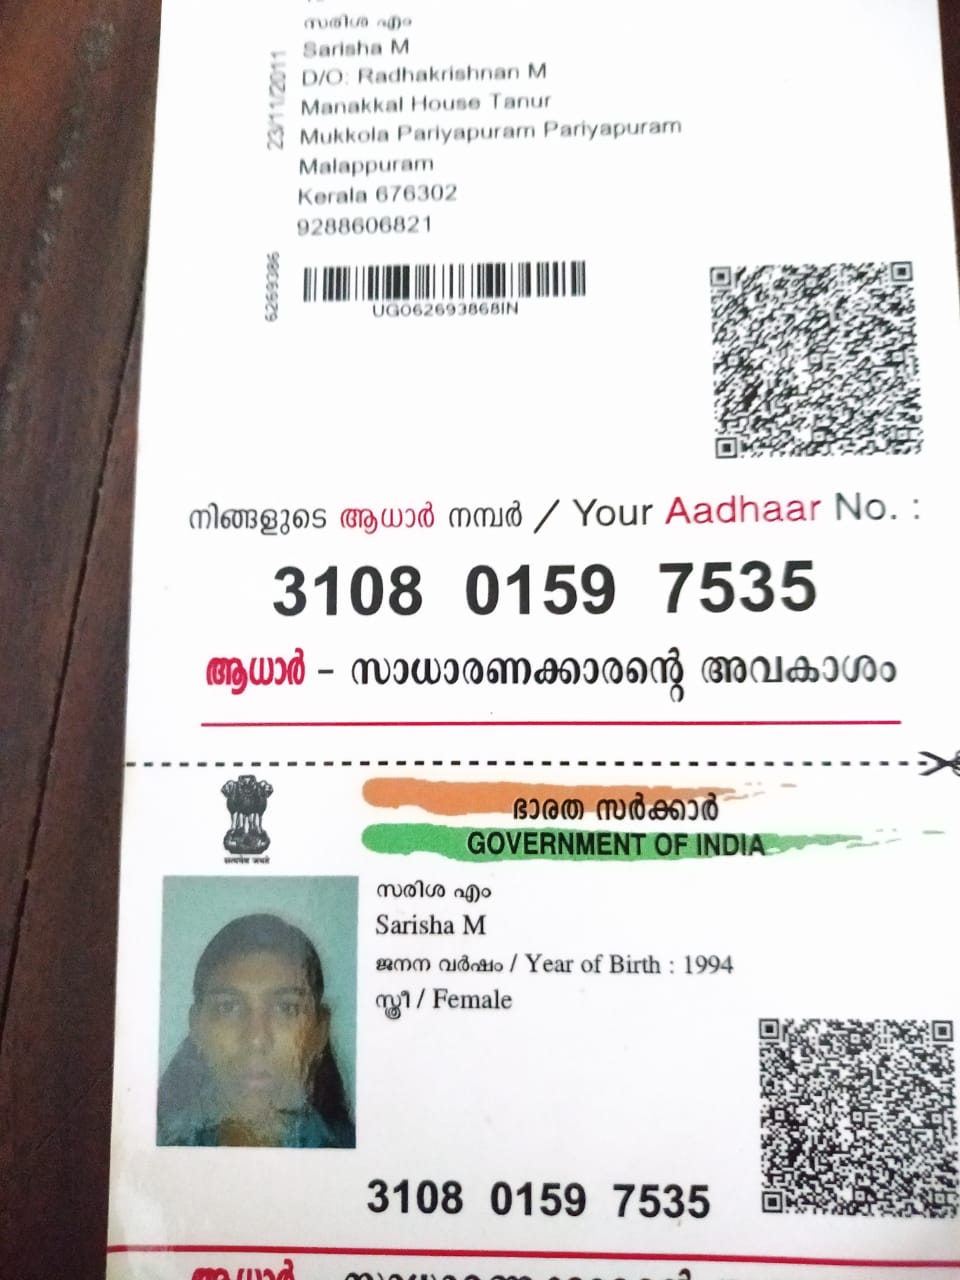 സരിശ എം
Sarisha M
D/O: Radhakrishnan M
Manakkal House Tanur
Mukkola Pariyapuram Pariyapuram
Malappuram
Kerala 676302
9288606821
23/11/2011
6269386
UG062693868IN
നിങ്ങളുടെ ആധാർ നമ്പർ / Your Aadhaar No. :
3108 0159 7535
ആധാർ – സാധാരണക്കാരന്റെ അവകാശം
ഭാരത സർക്കാർ
GOVERNMENT OF INDIA
सत्यमेव जयते
സരിശ എം
Sarisha M
ജനന വർഷം / Year of Birth : 1994
സ്ത്രീ / Female
3108 0159 7535
ആധാർ